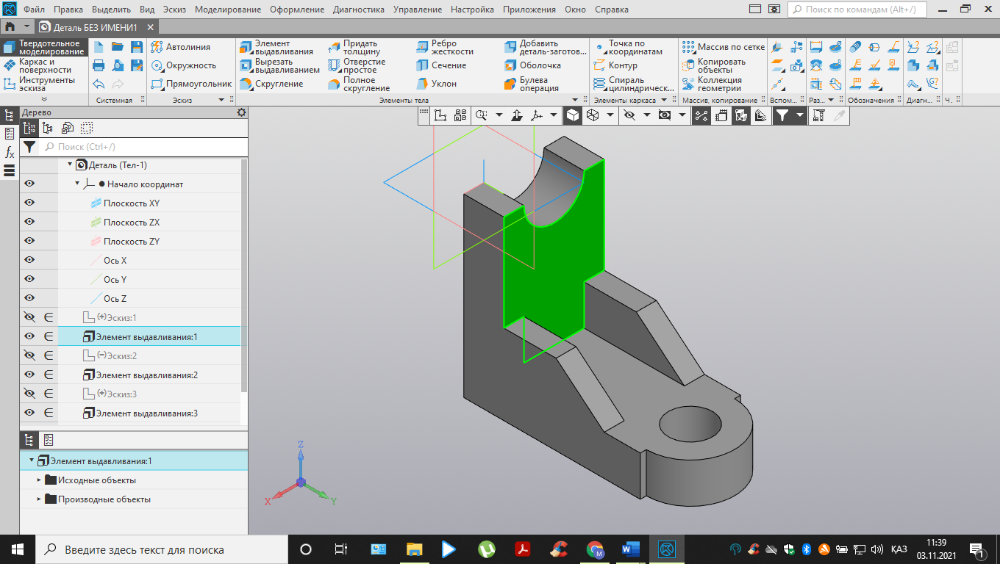 Файл Правка Выделить Вид Эскиз Моделирование Оформление Диагностика Управление Настройка Приложения Окно Справка
Поиск по командам (Alt+/)
Деталь БЕЗ ИМЕНИ1
Твердотельное моделирование
Каркас и поверхности
Инструменты эскиза
Системная
Автолиния
Окружность
Прямоугольник
Эскиз
Элемент выдавливания
Вырезать выдавливанием
Скругление
Придать толщину
Отверстие простое
Полное скругление
Ребро жесткости
Сечение
Уклон
Добавить деталь-заготов...
Оболочка
Булева операция
Элементы тела
Точка по координатам
Контур
Спираль цилиндрическ...
Элементы каркаса
Массив по сетке
Копировать объекты
Коллекция геометрии
Массив, копирование
Вспом...
Раз...
Обозначения
Диагн...
Ч..
Дерево
Поиск (Ctrl+/)
Деталь (Тел-1)
Начало координат
Плоскость XY
Плоскость ZX
Плоскость ZY
Ось X
Ось Y
Ось Z
(+)Эскиз:1
Элемент выдавливания:1
(−)Эскиз:2
Элемент выдавливания:2
(+)Эскиз:3
Элемент выдавливания:3
Элемент выдавливания:1
Исходные объекты
Производные объекты
Z
X
Y
Введите здесь текст для поиска
ҚАЗ
11:39
03.11.2021
1